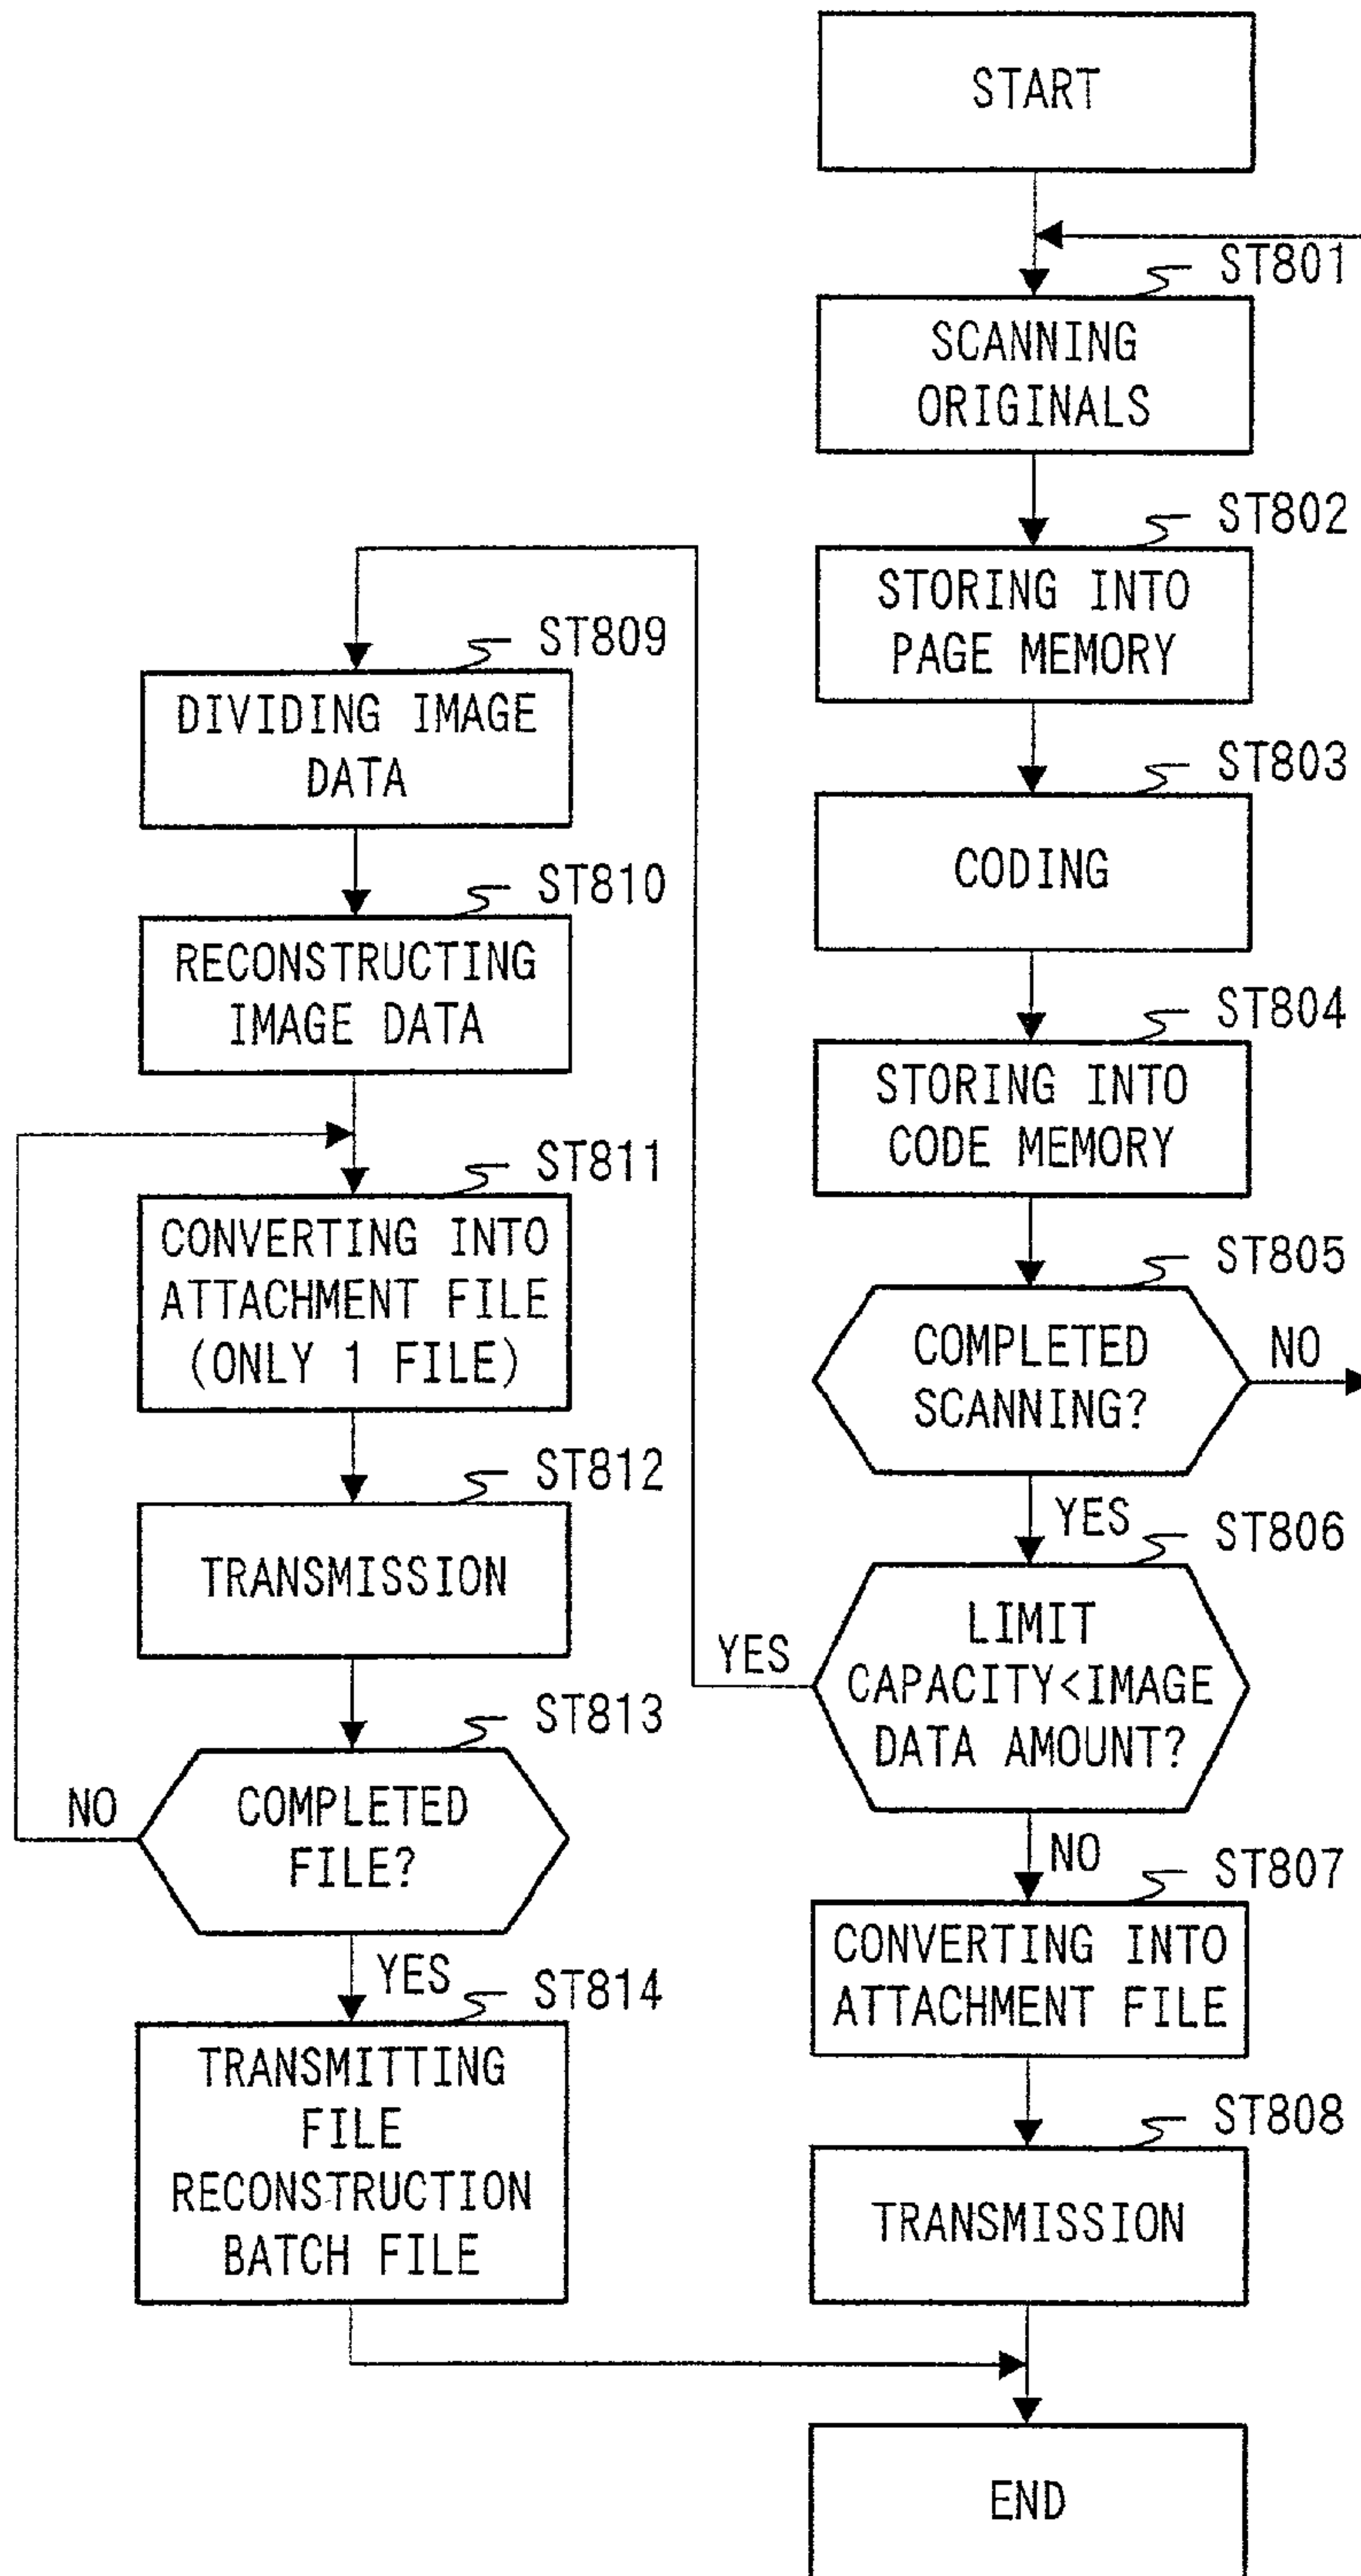 START
ST801
SCANNING
ORIGINALS
ST802
STORING INTO
PAGE MEMORY
ST803
CODING
ST804
STORING INTO
CODE MEMORY
ST805
COMPLETED
SCANNING?
NO
YES
ST806
LIMIT
CAPACITY<IMAGE
DATA AMOUNT?
YES
NO
ST807
CONVERTING INTO
ATTACHMENT FILE
ST808
TRANSMISSION
ST809
DIVIDING IMAGE
DATA
ST810
RECONSTRUCTING
IMAGE DATA
ST811
CONVERTING INTO
ATTACHMENT FILE
(ONLY 1 FILE)
ST812
TRANSMISSION
ST813
COMPLETED
FILE?
NO
YES
ST814
TRANSMITTING
FILE
RECONSTRUCTION
BATCH FILE
END